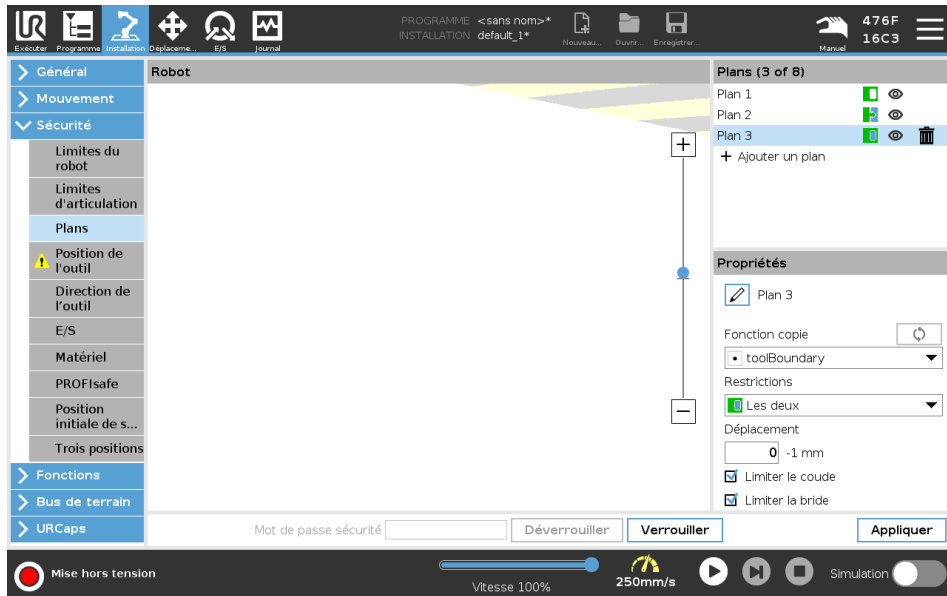 PROGRAMME <sans nom>*
INSTALLATION default_1*
Exécuter
Programme
Installation
Déplaceme...
E/S
Journal
Nouveau...
Ouvrir...
Enregistrer...
Manuel
476F
16C3
Général
Mouvement
Sécurité
Limites du
robot
Limites
d'articulation
Plans
Position de
l'outil
Direction de
l’outil
E/S
Matériel
PROFIsafe
Position
initiale de s...
Trois positions
Fonctions
Bus de terrain
URCaps
Robot
Plans (3 of 8)
Plan 1
Plan 2
Plan 3
+ Ajouter un plan
Propriétés
Plan 3
Fonction copie
toolBoundary
Restrictions
Les deux
Déplacement
0 -1 mm
Limiter le coude
Limiter la bride
Mot de passe sécurité
Déverrouiller
Verrouiller
Appliquer
Mise hors tension
Vitesse 100%
250mm/s
Simulation